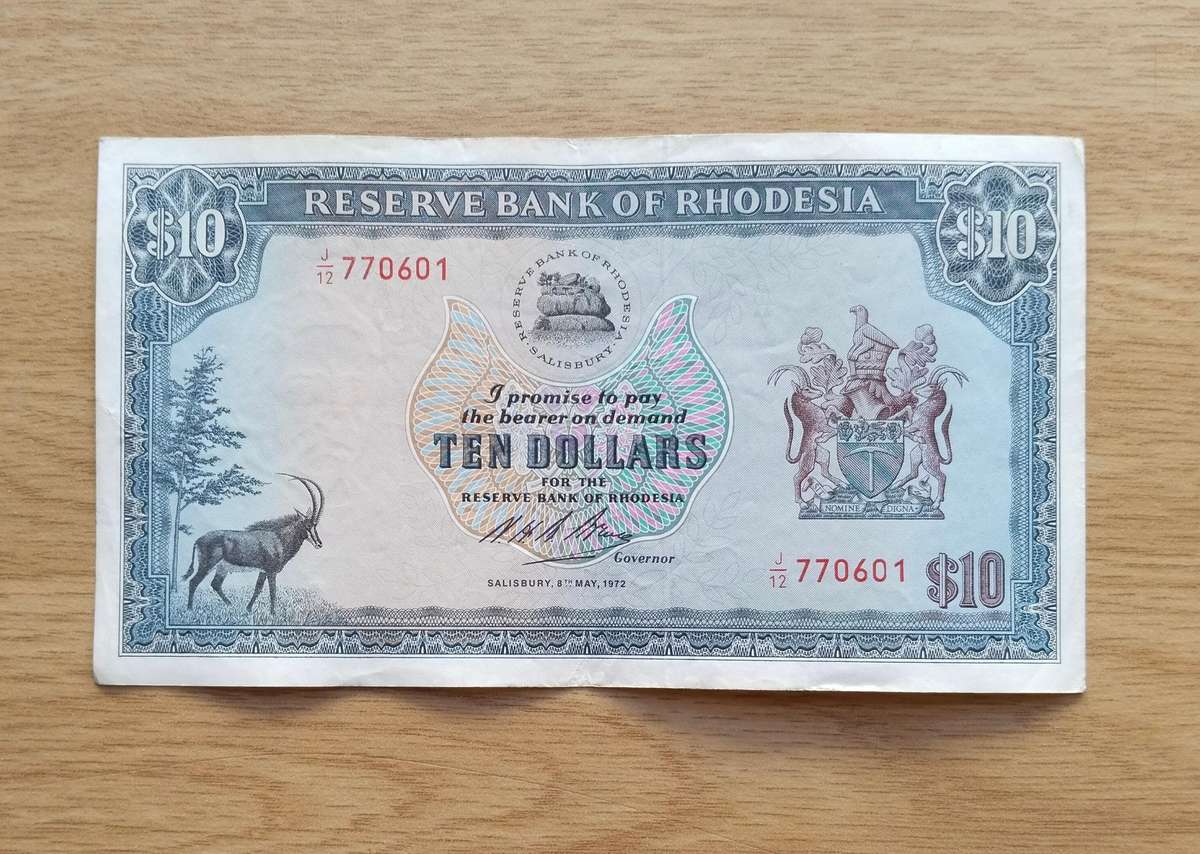 RESERVE BANK OF RHODESIA
$10
$10
J/12 770601
RESERVE BANK OF RHODESIA · SALISBURY ·
I promise to pay
the bearer on demand
TEN DOLLARS
FOR THE
RESERVE BANK OF RHODESIA
Governor
SALISBURY, 8TH MAY, 1972
NOMINE DIGNA
J/12 770601
$10